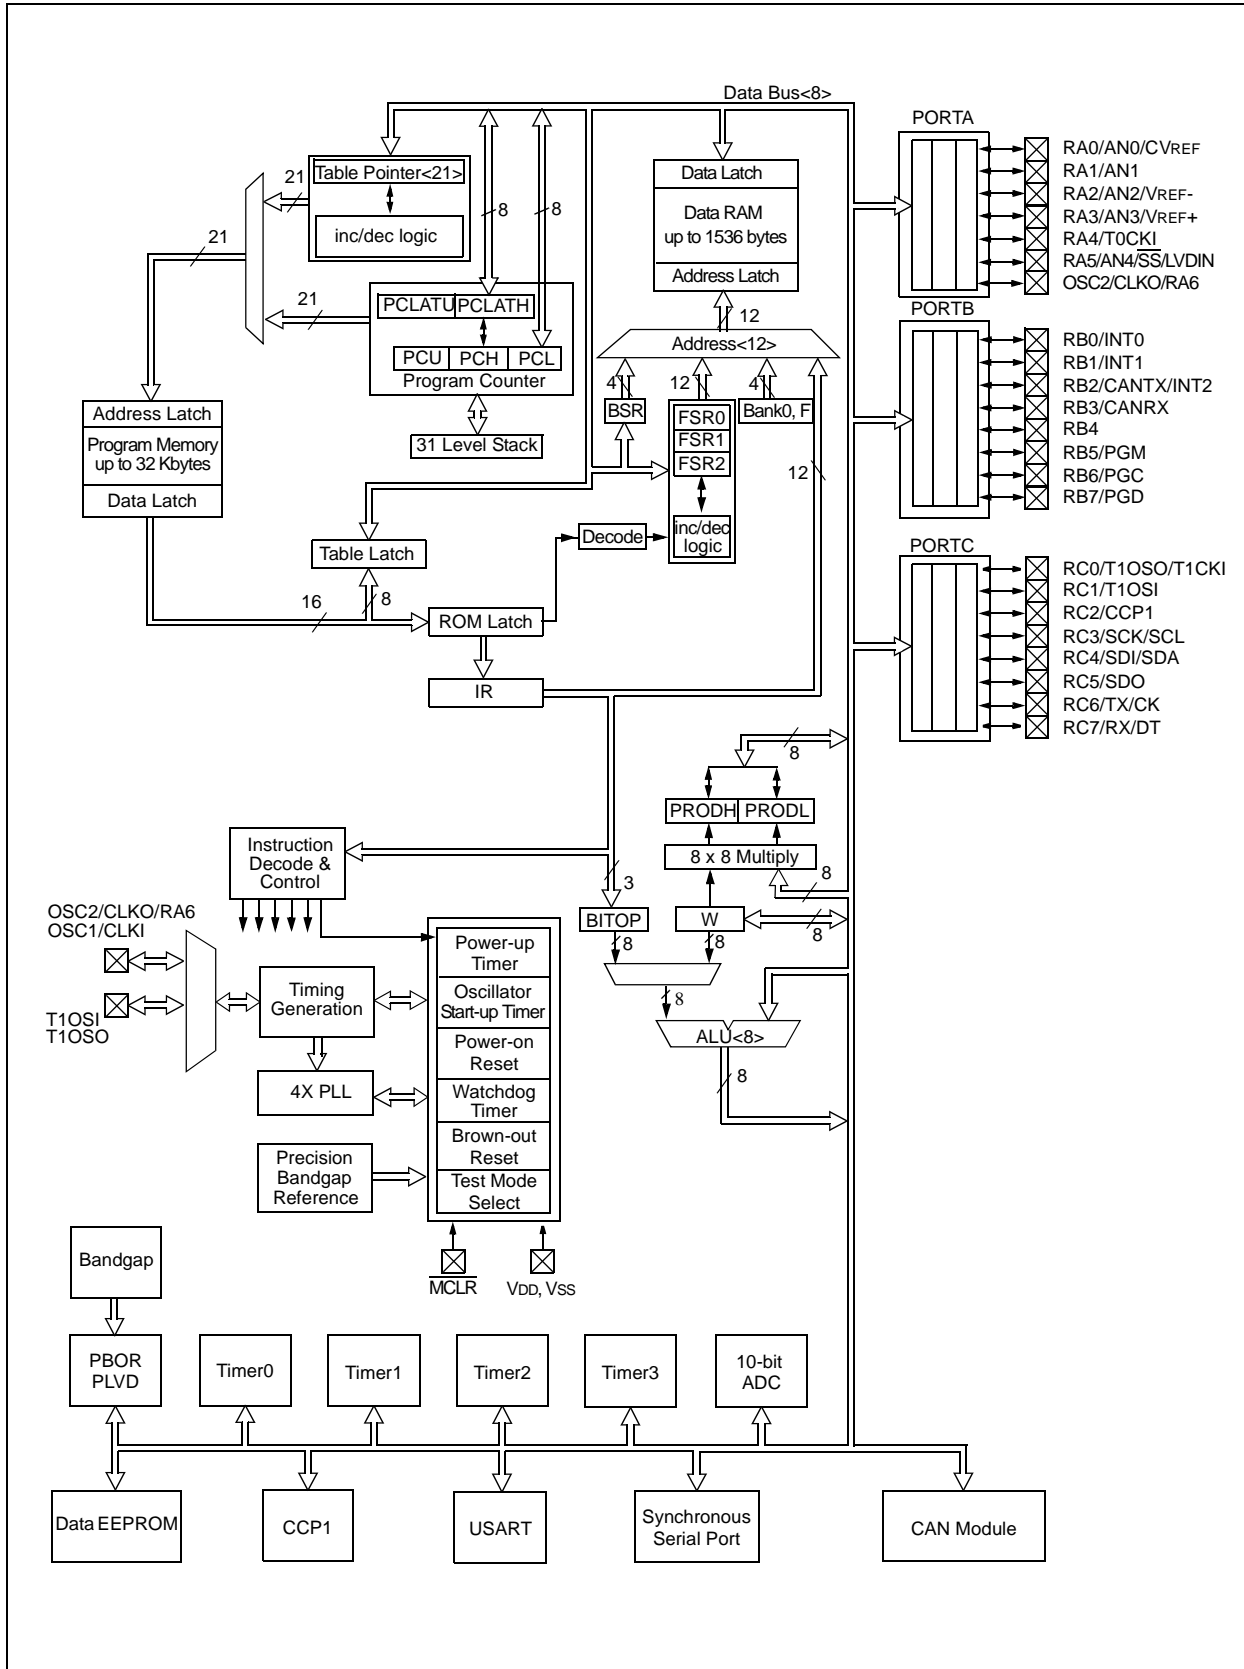 Data Bus<8>
PORTA
RA0/AN0/CVREF
RA1/AN1
RA2/AN2/VREF-
RA3/AN3/VREF+
RA4/T0CKI
RA5/AN4/SS/LVDIN
OSC2/CLKO/RA6
PORTB
RB0/INT0
RB1/INT1
RB2/CANTX/INT2
RB3/CANRX
RB4
RB5/PGM
RB6/PGC
RB7/PGD
PORTC
RC0/T1OSO/T1CKI
RC1/T1OSI
RC2/CCP1
RC3/SCK/SCL
RC4/SDI/SDA
RC5/SDO
RC6/TX/CK
RC7/RX/DT
21
Table Pointer<21>
inc/dec logic
8
8
21
21
PCLATU
PCLATH
PCU
PCH
PCL
Program Counter
31 Level Stack
Data Latch
Data RAM
up to 1536 bytes
Address Latch
12
Address<12>
4
12
4
BSR
FSR0
FSR1
FSR2
Bank0, F
inc/dec
logic
12
Address Latch
Program Memory
up to 32 Kbytes
Data Latch
Table Latch
Decode
16
8
ROM Latch
IR
8
PRODH
PRODL
8 x 8 Multiply
8
Instruction
Decode &
Control
3
BITOP
W
8
8
8
8
ALU<8>
8
OSC2/CLKO/RA6
OSC1/CLKI
T1OSI
T1OSO
Timing
Generation
4X PLL
Precision
Bandgap
Reference
Power-up
Timer
Oscillator
Start-up Timer
Power-on
Reset
Watchdog
Timer
Brown-out
Reset
Test Mode
Select
MCLR
VDD, VSS
Bandgap
PBOR
PLVD
Timer0
Timer1
Timer2
Timer3
10-bit
ADC
Data EEPROM
CCP1
USART
Synchronous
Serial Port
CAN Module